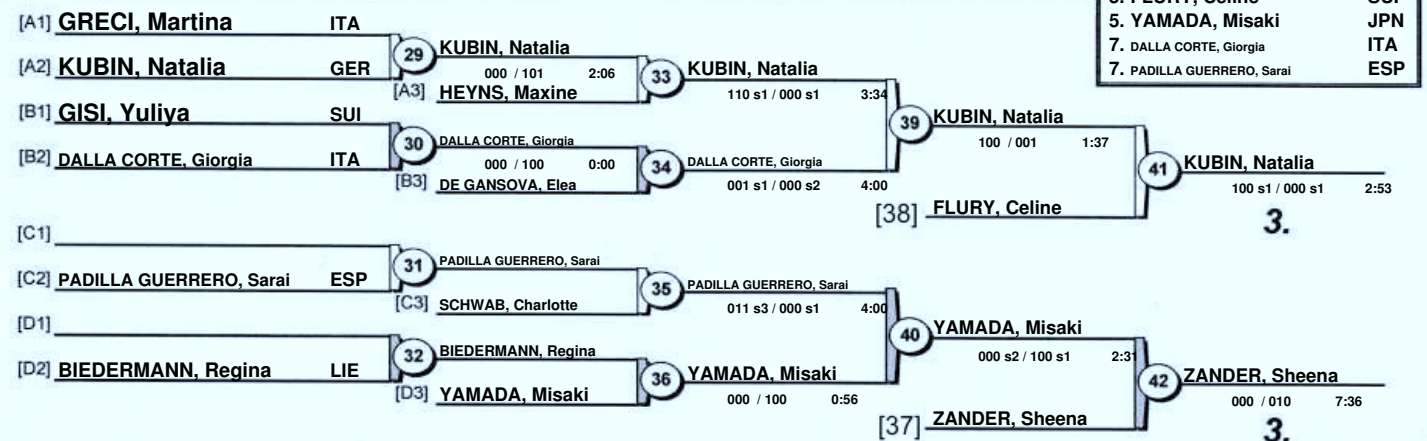 5. YAMADA, Misaki JPN
7. DALLA CORTE, Giorgia ITA
7. PADILLA GUERRERO, Sarai ESP
[A1] GRECI, Martina ITA
29 KUBIN, Natalia
[A2] KUBIN, Natalia GER
000 / 101 2:06
[A3] HEYNS, Maxine
33 KUBIN, Natalia
110 s1 / 000 s1 3:34
[B1] GISI, Yuliya SUI
30 DALLA CORTE, Giorgia
[B2] DALLA CORTE, Giorgia ITA
000 / 100 0:00
[B3] DE GANSOVA, Elea
34 DALLA CORTE, Giorgia
001 s1 / 000 s2 4:00
39 KUBIN, Natalia
100 / 001 1:37
[38] FLURY, Celine
41 KUBIN, Natalia
100 s1 / 000 s1 2:53
3.
[C1]
31 PADILLA GUERRERO, Sarai
[C2] PADILLA GUERRERO, Sarai ESP
[C3] SCHWAB, Charlotte
35 PADILLA GUERRERO, Sarai
011 s3 / 000 s1 4:00
[D1]
32 BIEDERMANN, Regina
[D2] BIEDERMANN, Regina LIE
[D3] YAMADA, Misaki
36 YAMADA, Misaki
000 / 100 0:56
40 YAMADA, Misaki
000 s2 / 100 s1 2:31
[37] ZANDER, Sheena
42 ZANDER, Sheena
000 / 010 7:36
3.